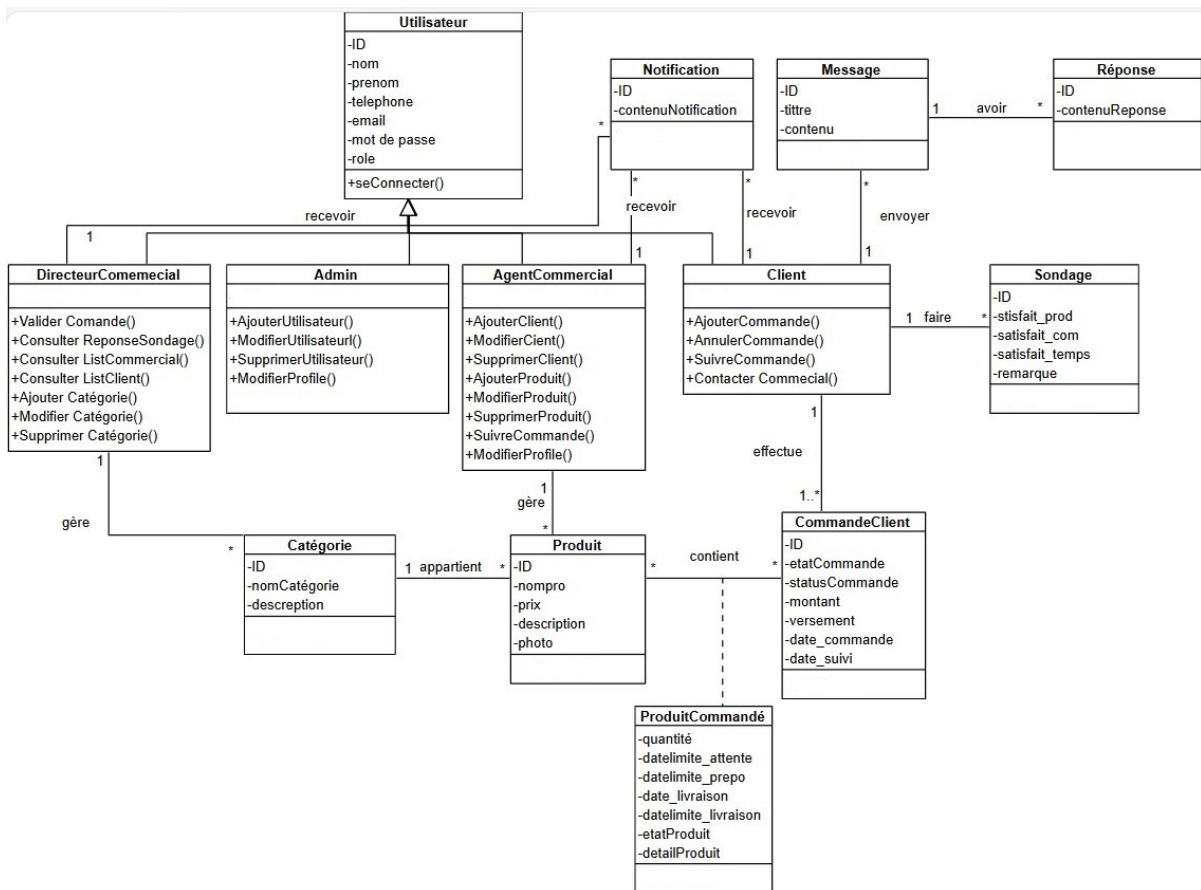 Utilisateur
-ID
-nom
-prenom
-telephone
-email
-mot de passe
-role
+seConnecter()
Notification
-ID
-contenuNotification
Message
-ID
-tittre
-contenu
1 avoir *
Réponse
-ID
-contenuReponse
*
recevoir
1
*
recevoir
1
*
recevoir
1
*
envoyer
1
DirecteurComemecial
+Valider Comande()
+Consulter ReponseSondage()
+Consulter ListCommercial()
+Consulter ListClient()
+Ajouter Catégorie()
+Modifier Catégorie()
+Supprimer Catégorie()
Admin
+AjouterUtilisateur()
+ModifierUtilisateurl()
+SupprimerUtilisateur()
+ModifierProfile()
AgentCommercial
+AjouterClient()
+ModifierCient()
+SupprimerClient()
+AjouterProduit()
+ModifierProduit()
+SupprimerProduit()
+SuivreCommande()
+ModifierProfile()
Client
+AjouterCommande()
+AnnulerCommande()
+SuivreCommande()
+Contacter Commecial()
1 faire *
Sondage
-ID
-stisfait_prod
-satisfait_com
-satisfait_temps
-remarque
1
gère
*
1
gère
*
1
effectue
1..*
Catégorie
-ID
-nomCatégorie
-descreption
1 appartient *
Produit
-ID
-nompro
-prix
-description
-photo
* contient *
CommandeClient
-ID
-etatCommande
-statusCommande
-montant
-versement
-date_commande
-date_suivi
ProduitCommandé
-quantité
-datelimite_attente
-datelimite_prepo
-date_livraison
-datelimite_livraison
-etatProduit
-detailProduit